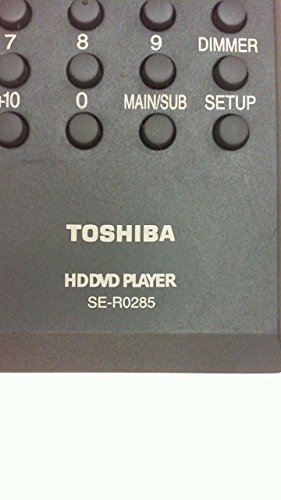 7 8 9 DIMMER
+10 0 MAIN/SUB SETUP
TOSHIBA
HD DVD PLAYER
SE-R0285